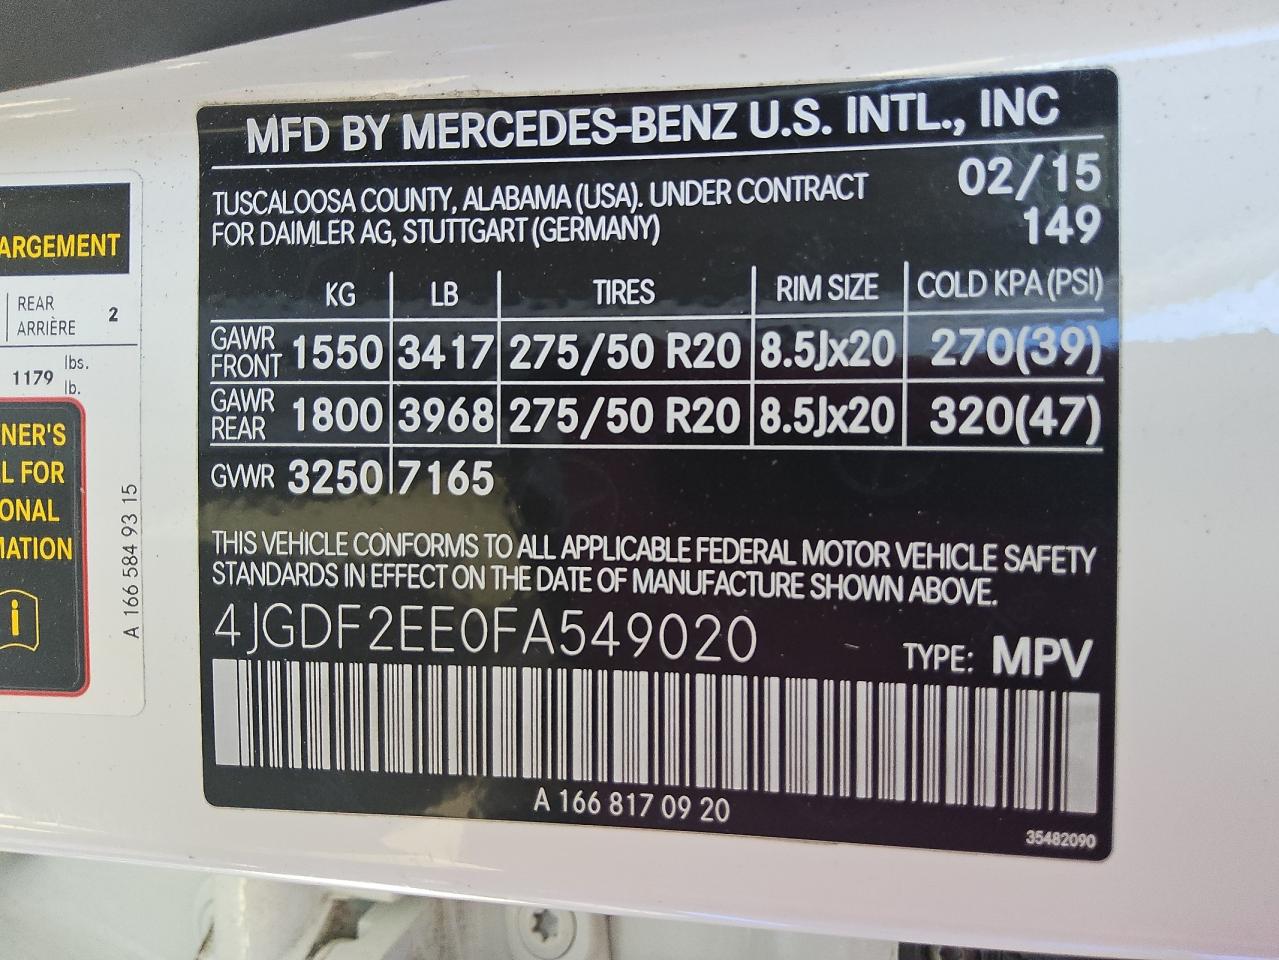 MFD BY MERCEDES-BENZ U.S. INTL., INC
TUSCALOOSA COUNTY, ALABAMA (USA). UNDER CONTRACT 02/15
FOR DAIMLER AG, STUTTGART (GERMANY) 149
KG LB TIRES RIM SIZE COLD KPA (PSI)
GAWR FRONT 1550 3417 275/50 R20 8.5Jx20 270(39)
GAWR REAR 1800 3968 275/50 R20 8.5Jx20 320(47)
GVWR 3250 7165
THIS VEHICLE CONFORMS TO ALL APPLICABLE FEDERAL MOTOR VEHICLE SAFETY
STANDARDS IN EFFECT ON THE DATE OF MANUFACTURE SHOWN ABOVE.
4JGDF2EE0FA549020
TYPE: MPV
A 166 817 09 20
35482090
ARGEMENT
REAR
ARRIÈRE 2
lbs.
1179 lb.
NER'S
L FOR
ONAL
MATION
i
A 166 584 93 15